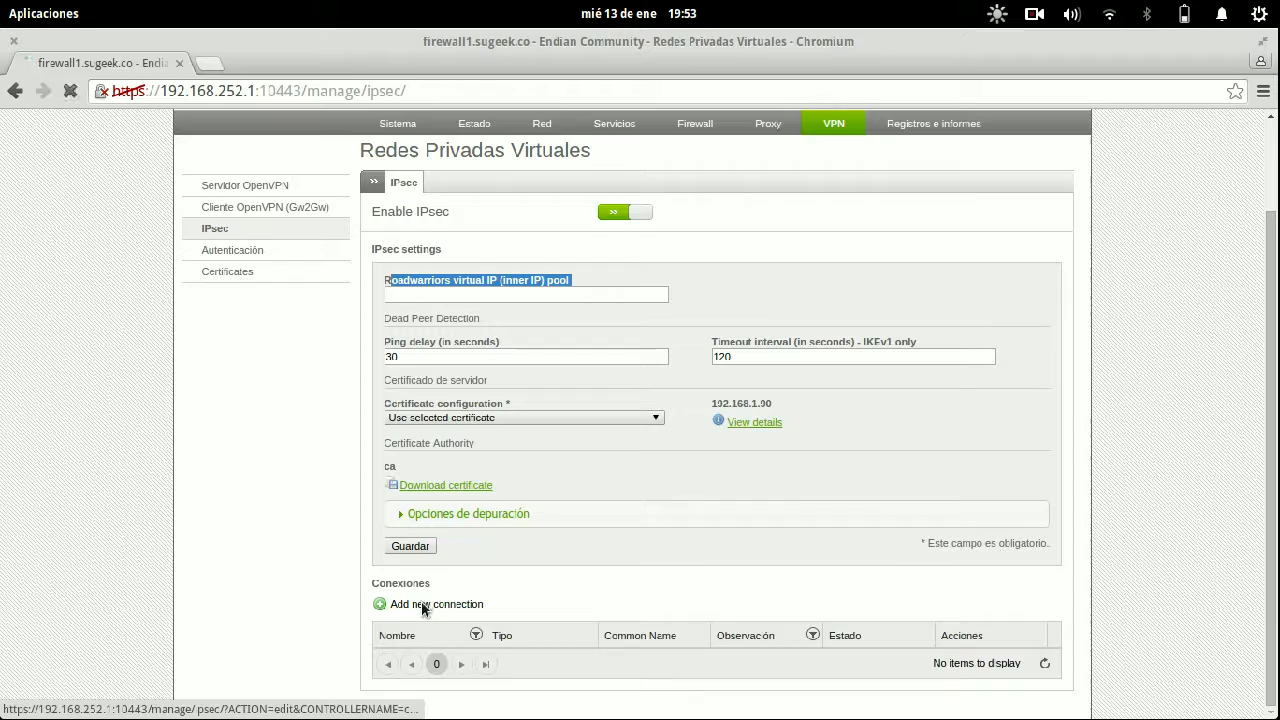 Aplicaciones
mié 13 de ene 19:53
firewall1.sugeek.co - Endian Community - Redes Privadas Virtuales - Chromium
firewall1.sugeek.co - Endia
https://192.168.252.1:10443/manage/ipsec/
Sistema Estado Red Servicios Firewall Proxy VPN Registros e informes
Redes Privadas Virtuales
Servidor OpenVPN
Cliente OpenVPN (Gw2Gw)
IPsec
Autenticación
Certificates
» IPsec
Enable IPsec »
IPsec settings
Roadwarriors virtual IP (inner IP) pool
Dead Peer Detection
Ping delay (in seconds) Timeout interval (in seconds) - IKEv1 only
30 120
Certificado de servidor
Certificate configuration * 192.168.1.90
Use selected certificate View details
Certificate Authority
ca
Download certificate
Opciones de depuración
Guardar * Este campo es obligatorio.
Conexiones
Add new connection
Nombre Tipo Common Name Observación Estado Acciones
0 No items to display
https://192.168.252.1:10443/manage/ipsec/?ACTION=edit&CONTROLLERNAME=c...